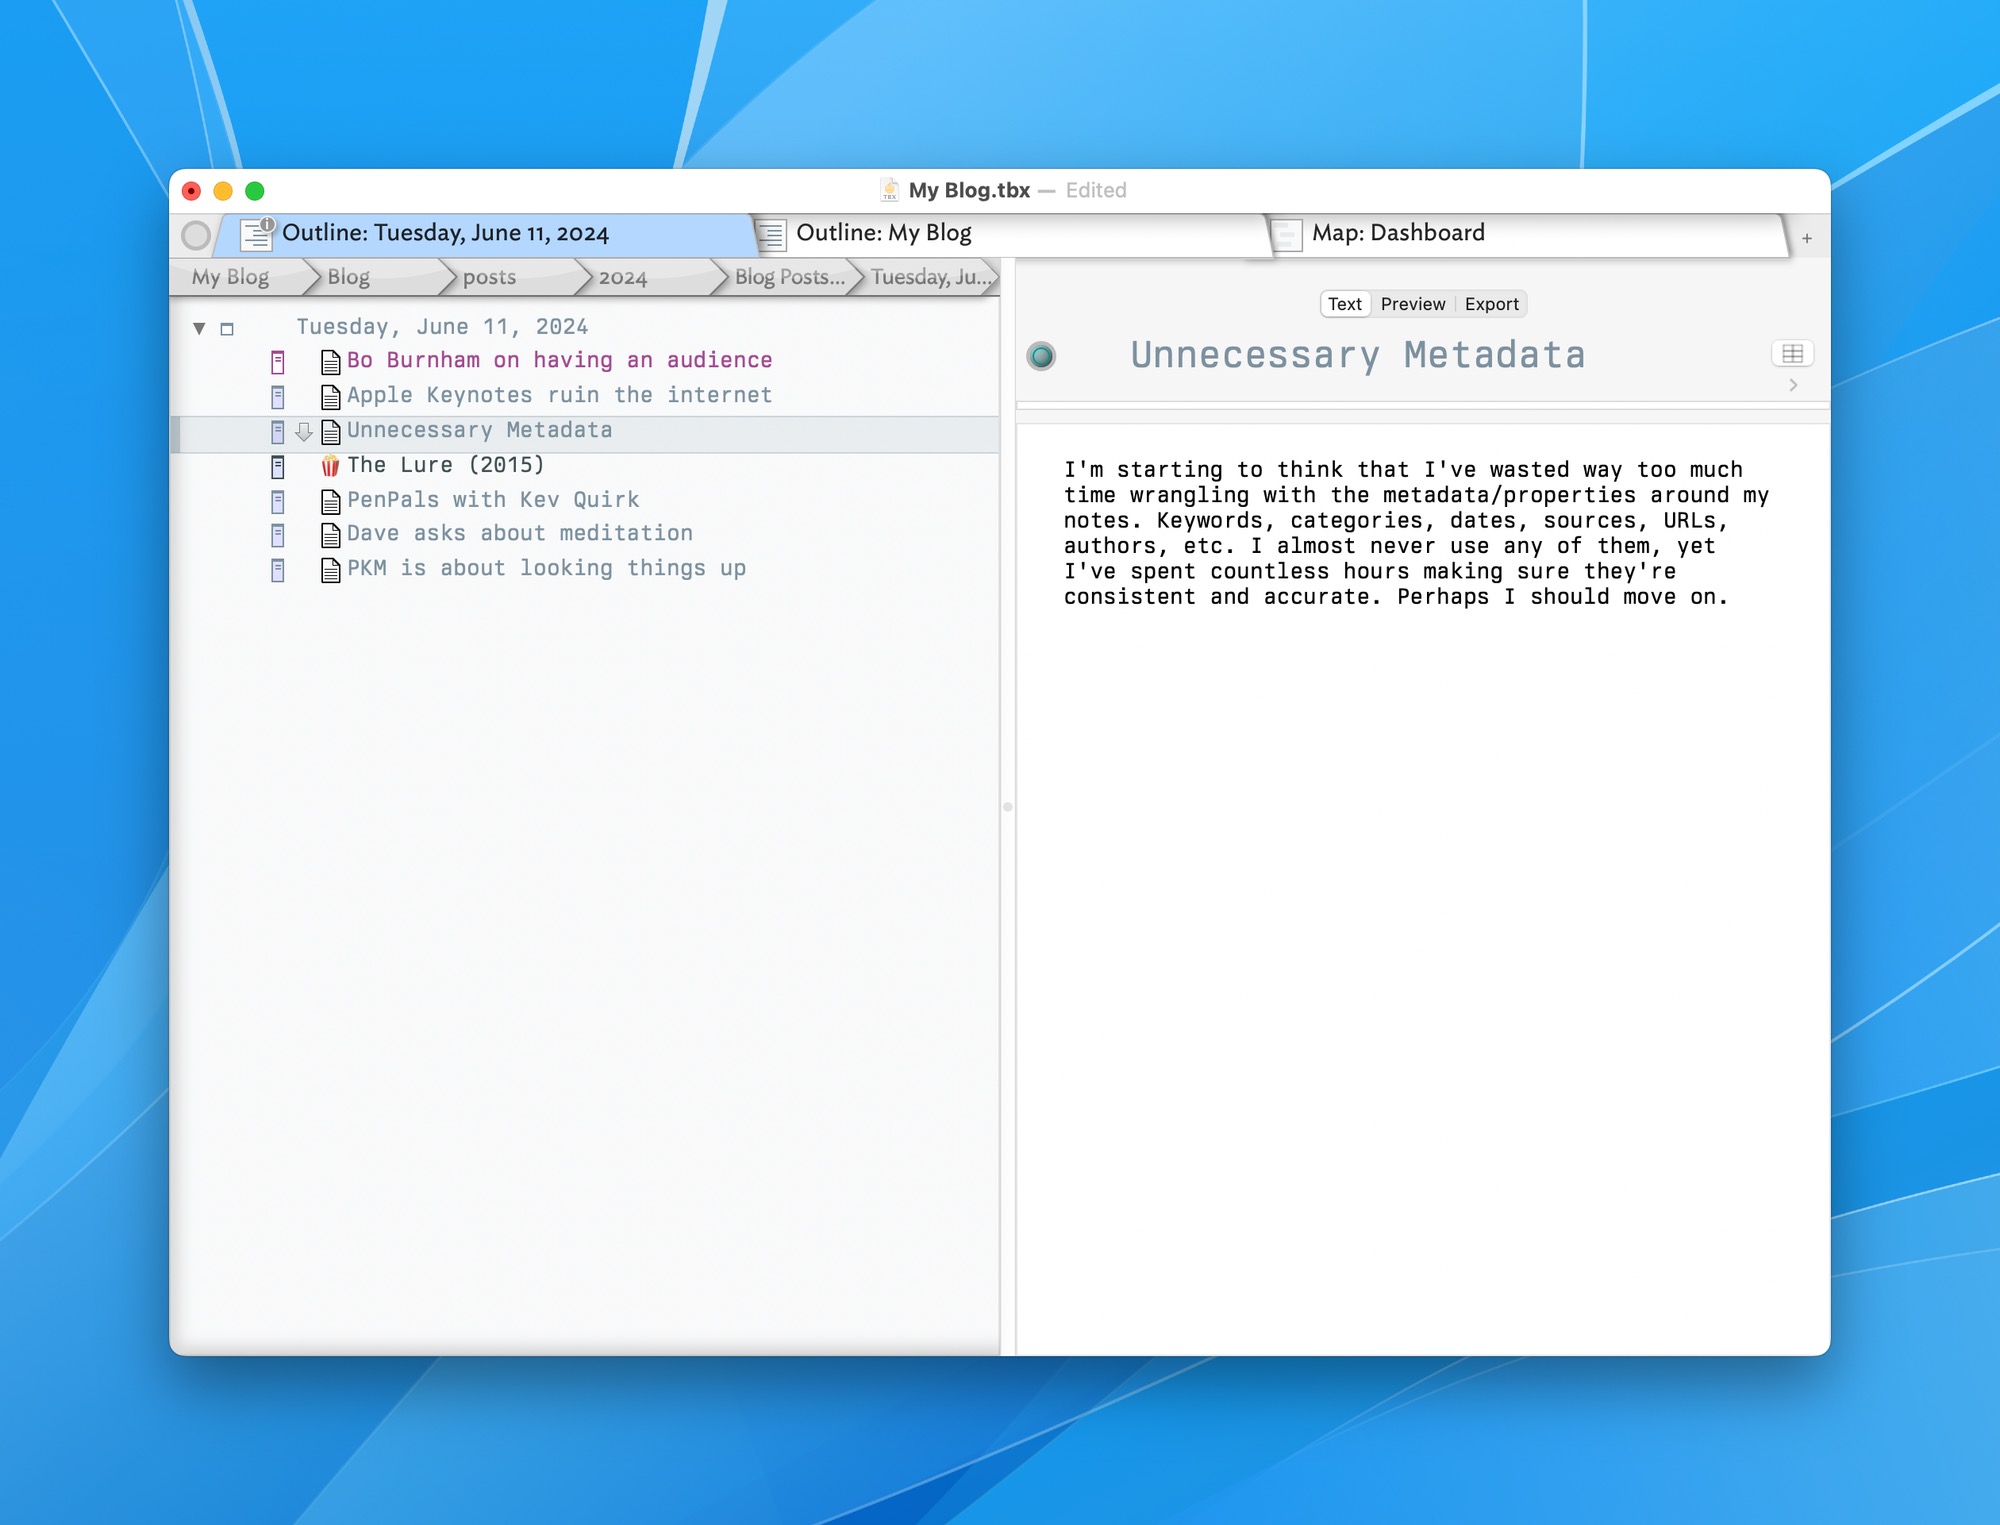 My Blog.tbx — Edited
Outline: Tuesday, June 11, 2024
Outline: My Blog
Map: Dashboard
+
My Blog
Blog
posts
2024
Blog Posts...
Tuesday, Ju...
Tuesday, June 11, 2024
Bo Burnham on having an audience
Apple Keynotes ruin the internet
Unnecessary Metadata
The Lure (2015)
PenPals with Kev Quirk
Dave asks about meditation
PKM is about looking things up
Text
Preview
Export
Unnecessary Metadata
I'm starting to think that I've wasted way too much
time wrangling with the metadata/properties around my
notes. Keywords, categories, dates, sources, URLs,
authors, etc. I almost never use any of them, yet
I've spent countless hours making sure they're
consistent and accurate. Perhaps I should move on.